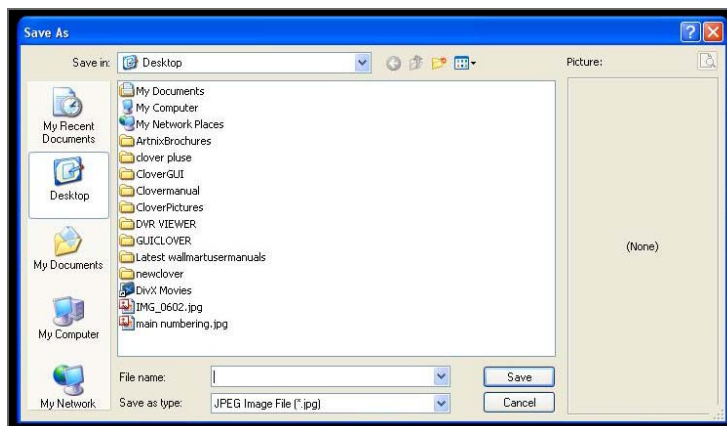 Save As
Save in: Desktop
Picture:
My Recent
Documents
Desktop
My Documents
My Computer
My Network
My Documents
My Computer
My Network Places
ArtnixBrochures
clover pluse
CloverGUI
Clovermanual
CloverPictures
DVR VIEWER
GUICLOVER
Latest wallmartusermanuals
newclover
DivX Movies
IMG_0602.jpg
main numbering.jpg
(None)
File name:
Save
Save as type: JPEG Image File (*.jpg)
Cancel